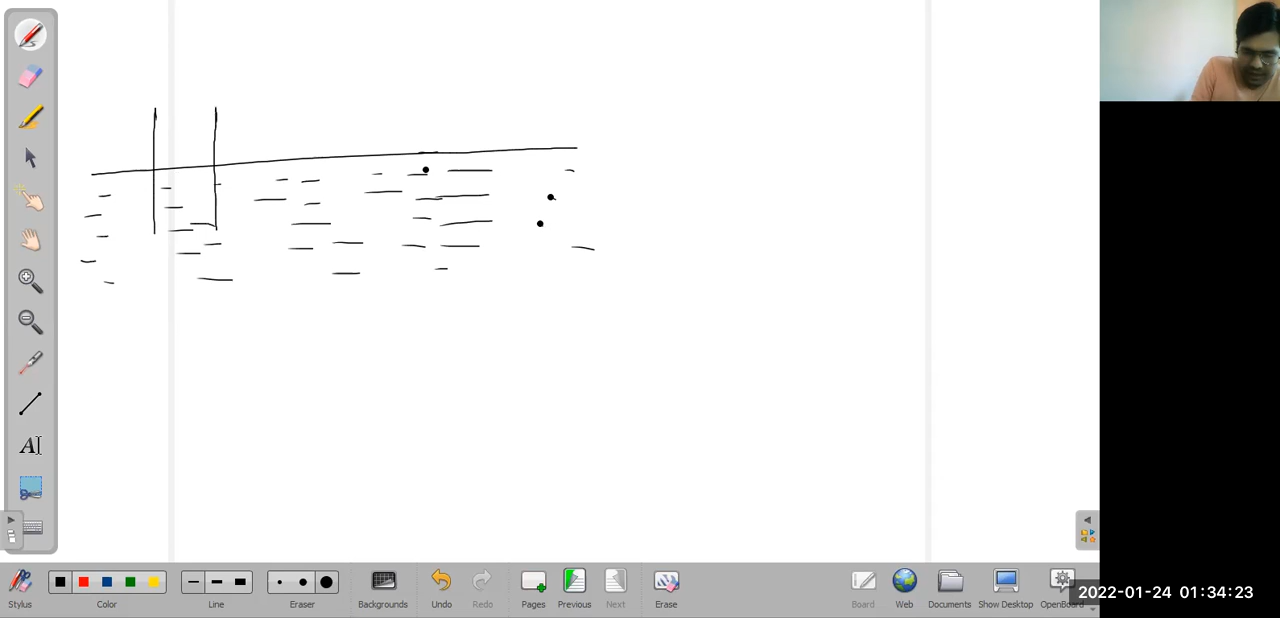 A
Stylus
Color
Line
Eraser
Backgrounds
Undo
Redo
Pages
Previous
Next
Erase
Board
Web
Documents
Show Desktop
OpenBoard
2022-01-24 01:34:23